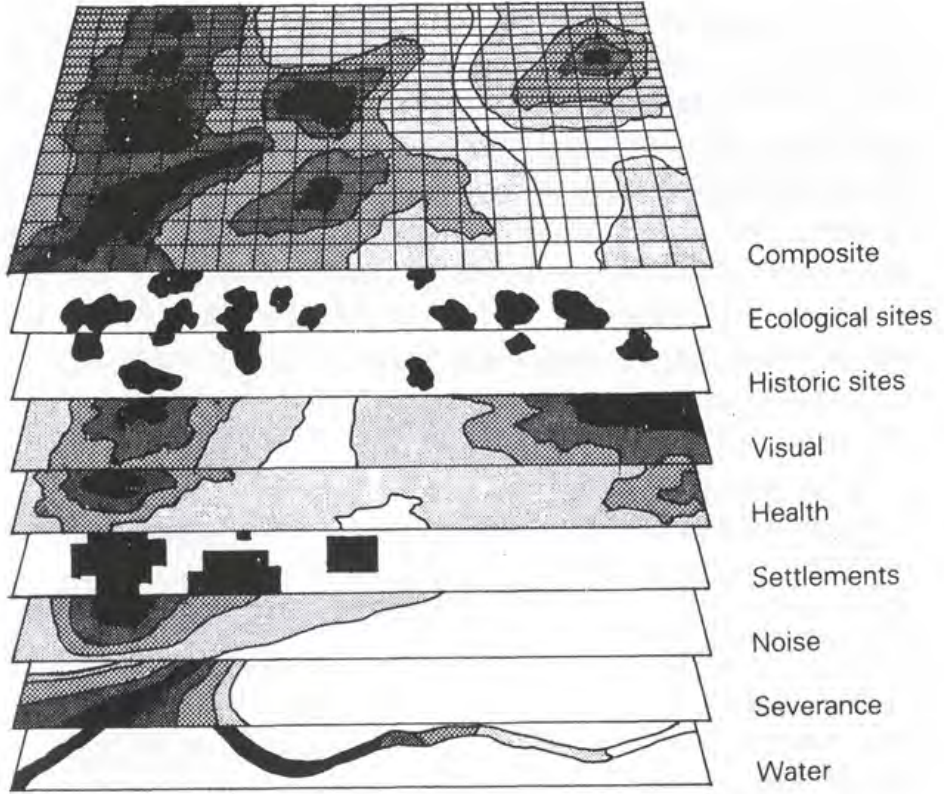 Composite
Ecological sites
Historic sites
Visual
Health
Settlements
Noise
Severance
Water